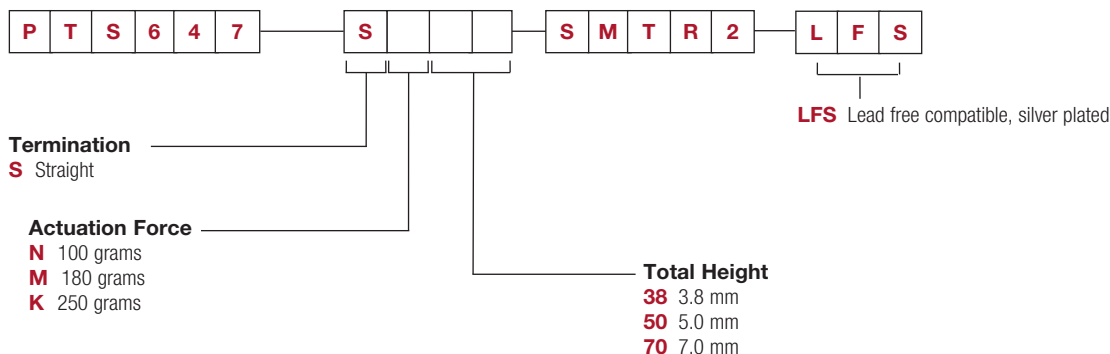 P T S 6 4 7 S S M T R 2 L F S
LFS Lead free compatible, silver plated
Termination
S Straight
Actuation Force
N 100 grams
M 180 grams
K 250 grams
Total Height
38 3.8 mm
50 5.0 mm
70 7.0 mm